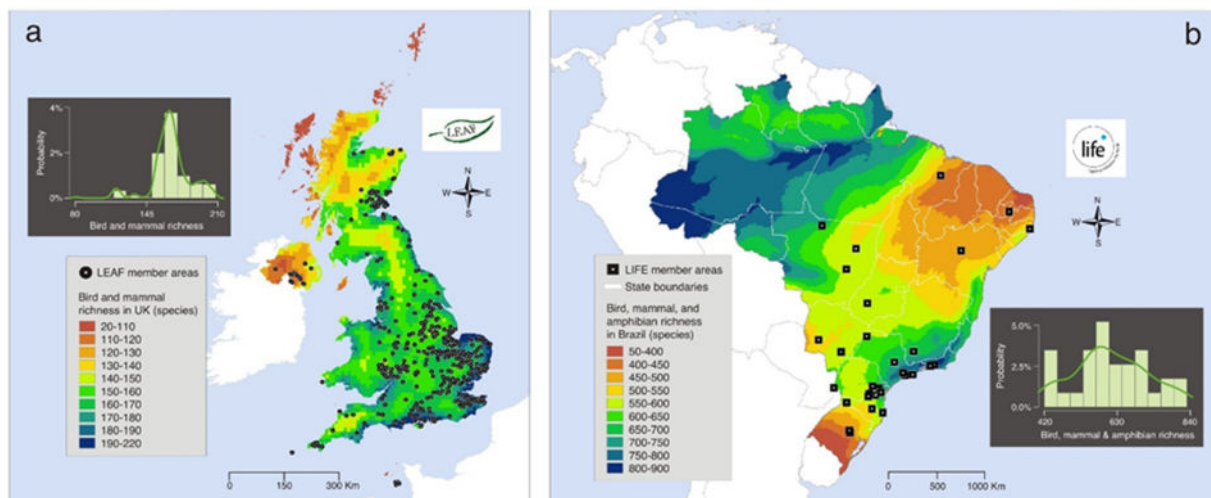 a
4%
2%
0%
Probability
80
145
210
Bird and mammal richness
LEAF
N
W E
S
LEAF member areas
Bird and mammal
richness in UK (species)
20-110
110-120
120-130
130-140
140-150
150-160
160-170
170-180
180-190
190-220
0 150 300 Km
b
life
N
W E
S
LIFE member areas
State boundaries
Bird, mammal, and
amphibian richness
in Brazil (species)
50-400
400-450
450-500
500-550
550-600
600-650
650-700
700-750
750-800
800-900
5.0%
2.5%
0.0%
Probability
420
630
840
Bird, mammal & amphibian richness
0 500 1000 Km